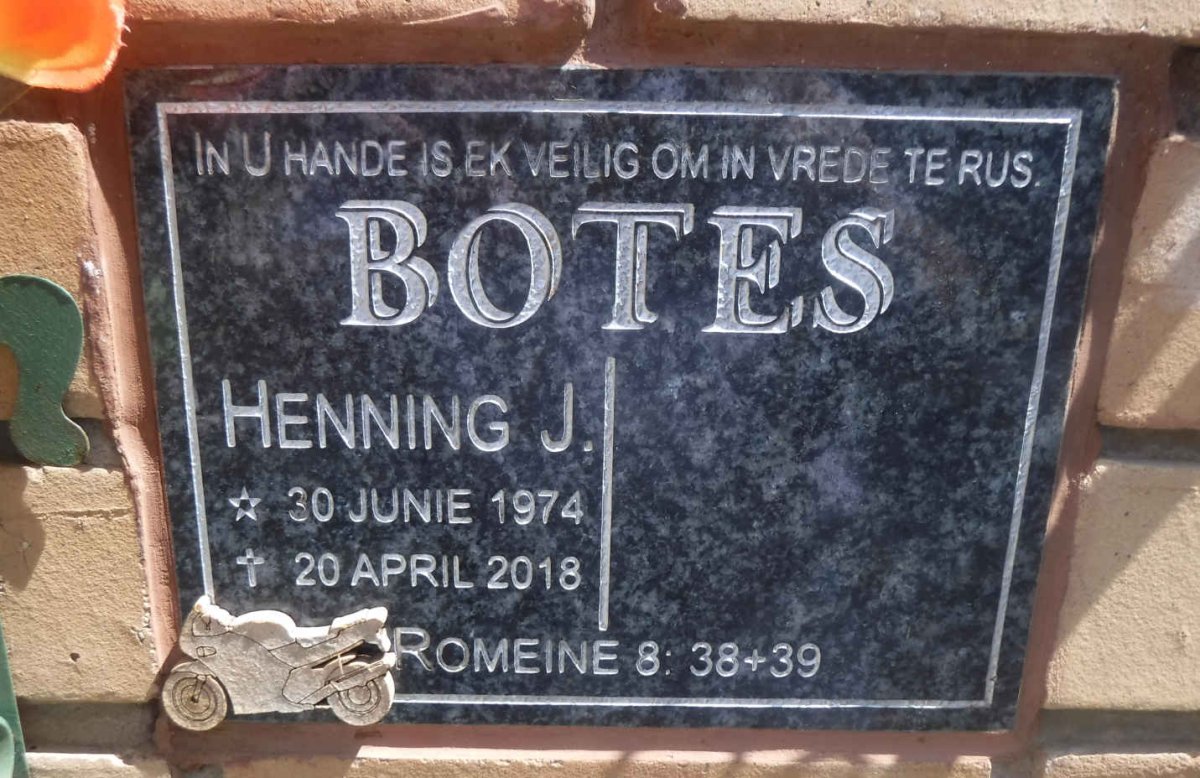 In U hande is ek veilig om in vrede te rus.
BOTES
Henning J.
☆ 30 JUNIE 1974
✝ 20 APRIL 2018
Romeine 8: 38+39